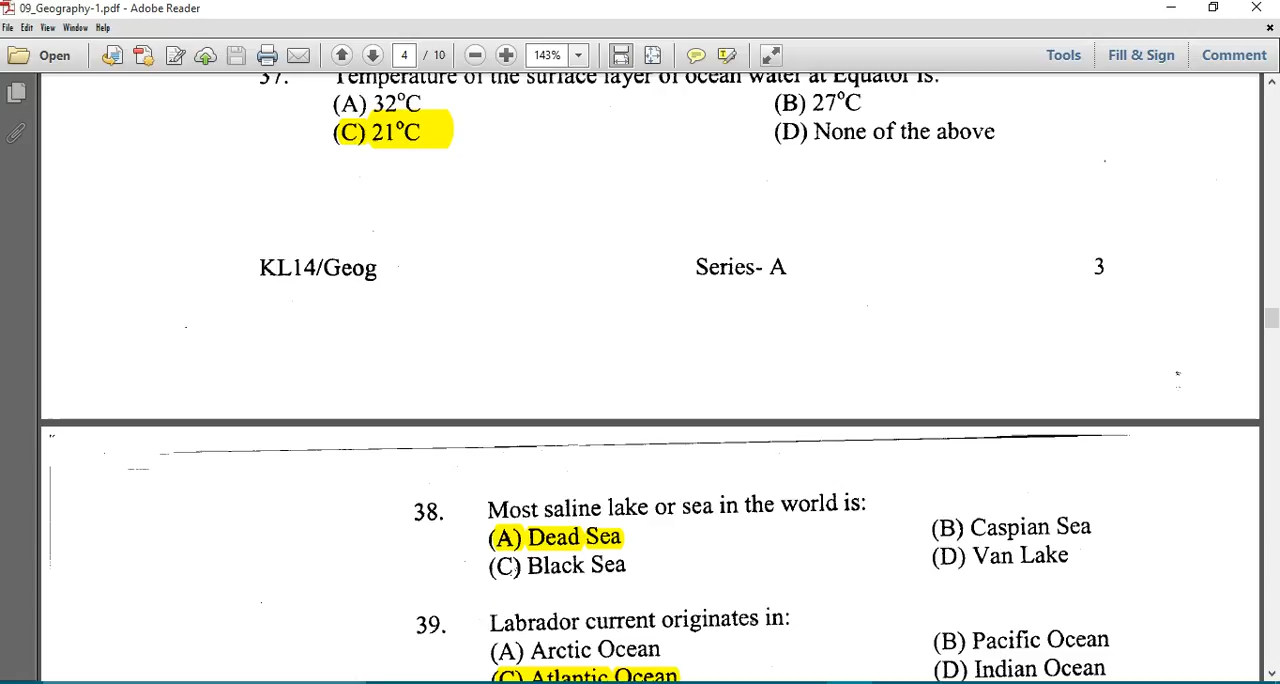 09_Geography-1.pdf - Adobe Reader
File Edit View Window Help
Open 4 / 10 143% Tools Fill & Sign Comment
37. Temperature of the surface layer of ocean water at Equator is:
(A) 32°C (B) 27°C
(C) 21°C (D) None of the above
KL14/Geog Series- A 3
38. Most saline lake or sea in the world is:
(A) Dead Sea (B) Caspian Sea
(C) Black Sea (D) Van Lake
39. Labrador current originates in:
(A) Arctic Ocean (B) Pacific Ocean
(C) Atlantic Ocean (D) Indian Ocean